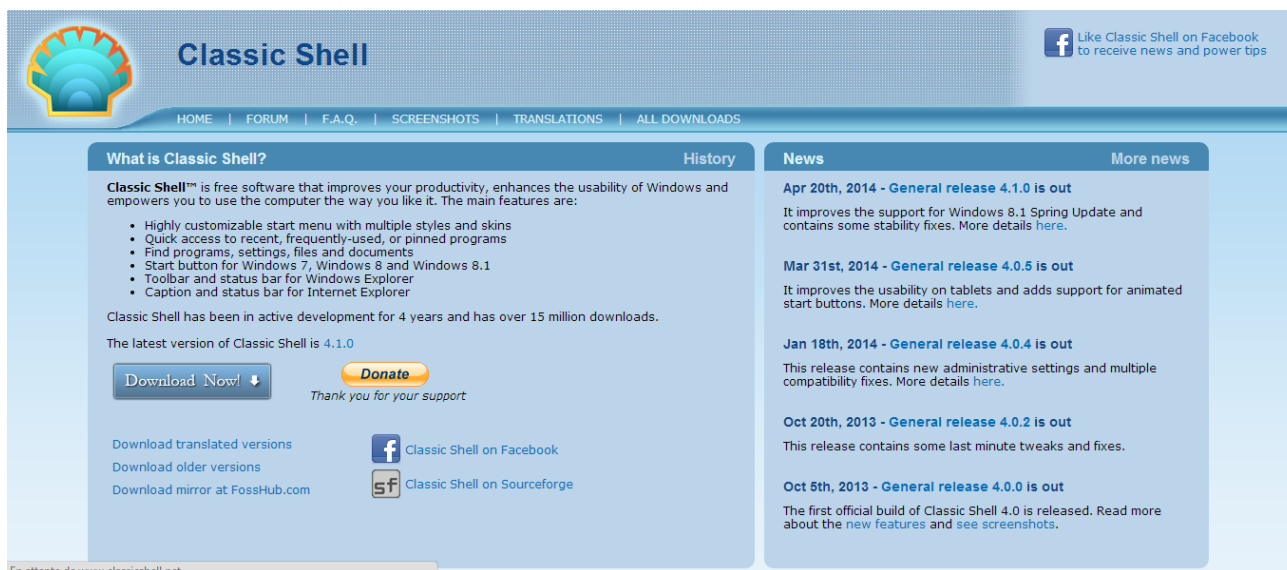 Classic Shell
Like Classic Shell on Facebook
to receive news and power tips
HOME | FORUM | F.A.Q. | SCREENSHOTS | TRANSLATIONS | ALL DOWNLOADS
What is Classic Shell?
History
Classic Shell™ is free software that improves your productivity, enhances the usability of Windows and
empowers you to use the computer the way you like it. The main features are:
• Highly customizable start menu with multiple styles and skins
• Quick access to recent, frequently-used, or pinned programs
• Find programs, settings, files and documents
• Start button for Windows 7, Windows 8 and Windows 8.1
• Toolbar and status bar for Windows Explorer
• Caption and status bar for Internet Explorer
Classic Shell has been in active development for 4 years and has over 15 million downloads.
The latest version of Classic Shell is 4.1.0
Download Now!
Donate
Thank you for your support
Download translated versions
Download older versions
Download mirror at FossHub.com
Classic Shell on Facebook
sf
Classic Shell on Sourceforge
News
More news
Apr 20th, 2014 - General release 4.1.0 is out
It improves the support for Windows 8.1 Spring Update and
contains some stability fixes. More details here.
Mar 31st, 2014 - General release 4.0.5 is out
It improves the usability on tablets and adds support for animated
start buttons. More details here.
Jan 18th, 2014 - General release 4.0.4 is out
This release contains new administrative settings and multiple
compatibility fixes. More details here.
Oct 20th, 2013 - General release 4.0.2 is out
This release contains some last minute tweaks and fixes.
Oct 5th, 2013 - General release 4.0.0 is out
The first official build of Classic Shell 4.0 is released. Read more
about the new features and see screenshots.